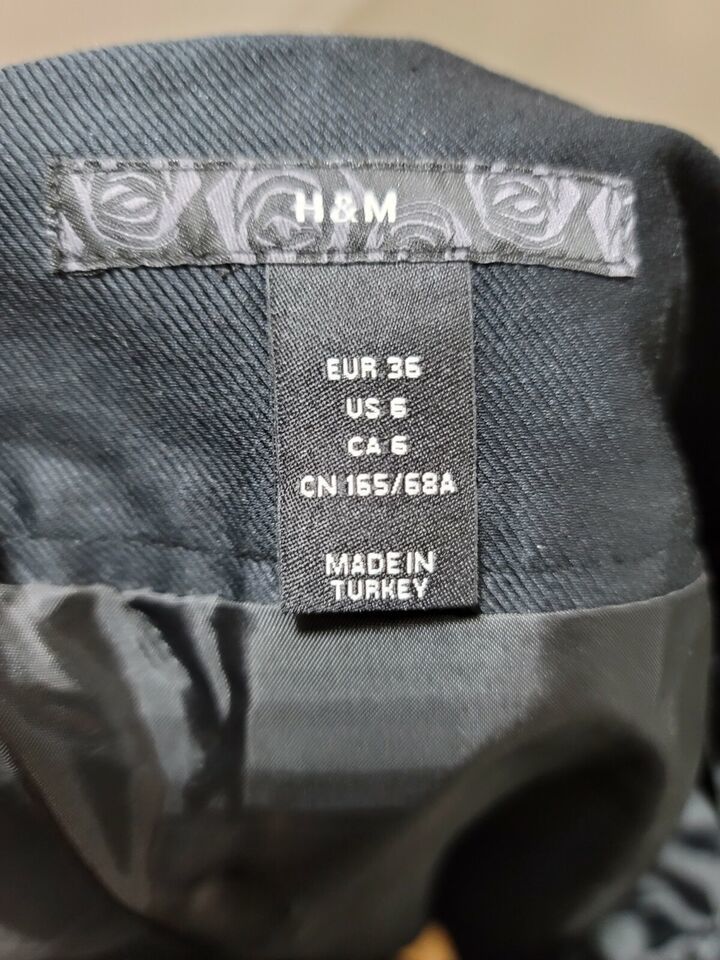 H&M
EUR 36
US 6
CA 6
CN 165/68A
MADE IN
TURKEY